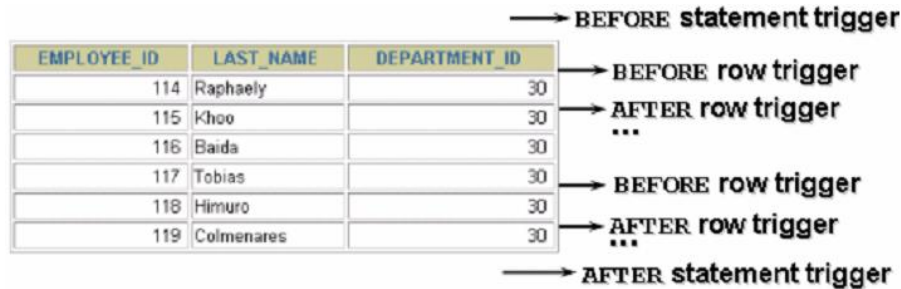 BEFORE statement trigger
EMPLOYEE_ID LAST_NAME DEPARTMENT_ID
BEFORE row trigger
114 Raphaely 30
AFTER row trigger
115 Khoo 30
...
116 Baida 30
117 Tobias 30
BEFORE row trigger
118 Himuro 30
AFTER row trigger
...
119 Colmenares 30
AFTER statement trigger